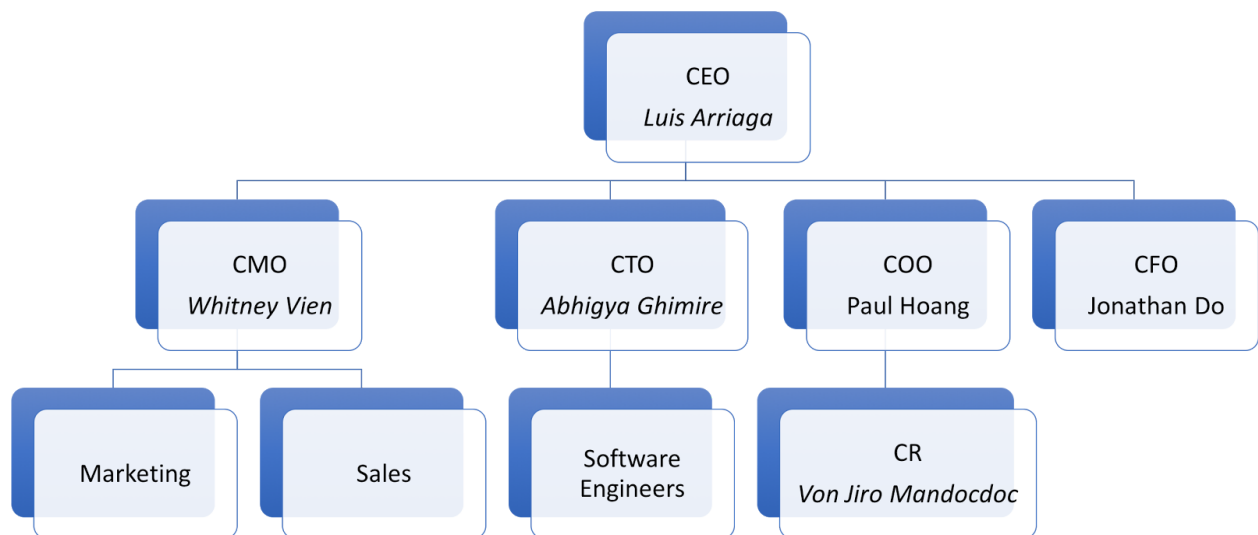 CEO
Luis Arriaga
CMO
Whitney Vien
CTO
Abhigya Ghimire
COO
Paul Hoang
CFO
Jonathan Do
Marketing
Sales
Software
Engineers
CR
Von Jiro Mandocdoc